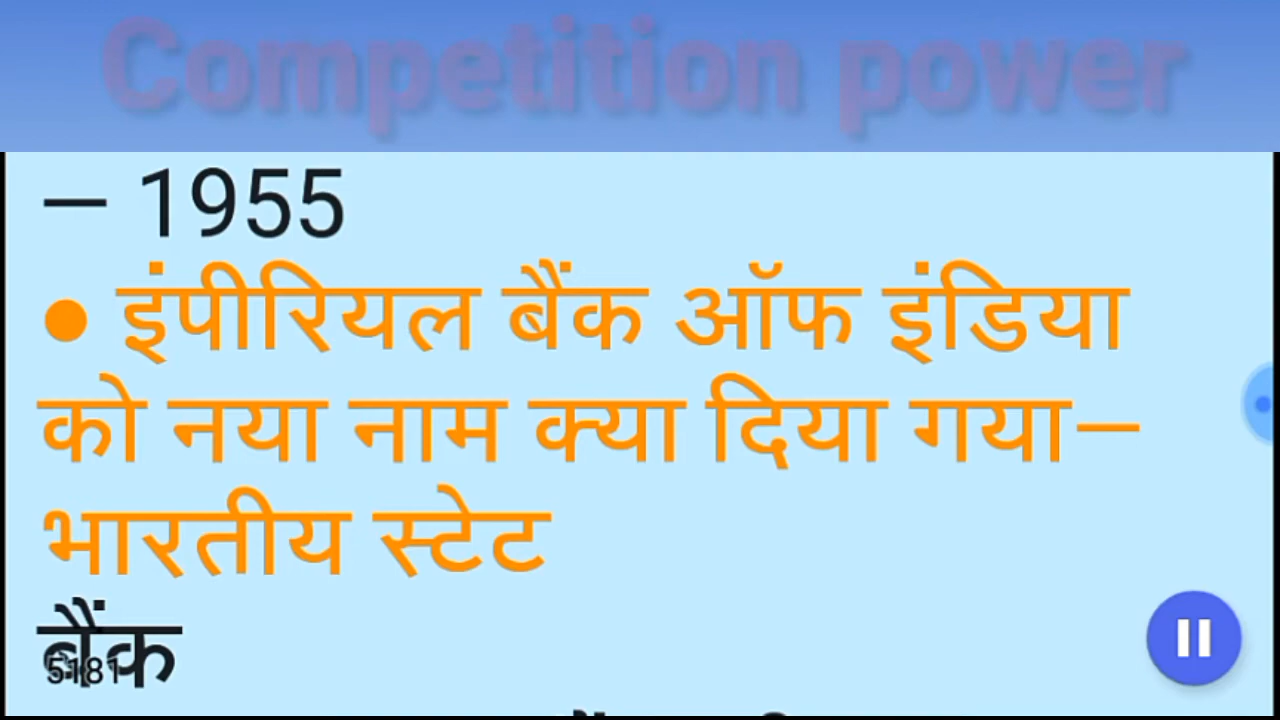 Competition power
– 1955
● इंपीरियल बैंक ऑफ इंडिया
को नया नाम क्या दिया गया–
भारतीय स्टेट
बैंक
5181